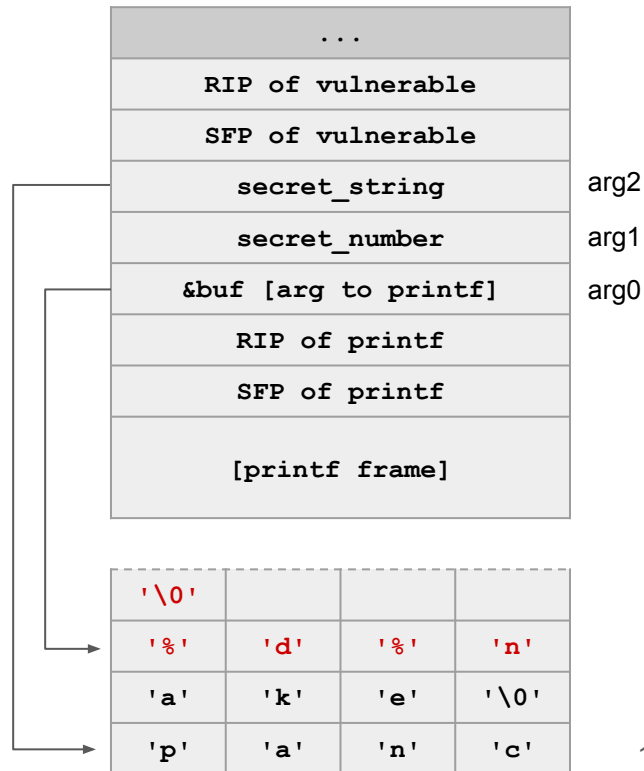 ...
RIP of vulnerable
SFP of vulnerable
secret_string arg2
secret_number arg1
&buf [arg to printf] arg0
RIP of printf
SFP of printf
[printf frame]
'\0'
'%' 'd' '%' 'n'
'a' 'k' 'e' '\0'
'p' 'a' 'n' 'c'